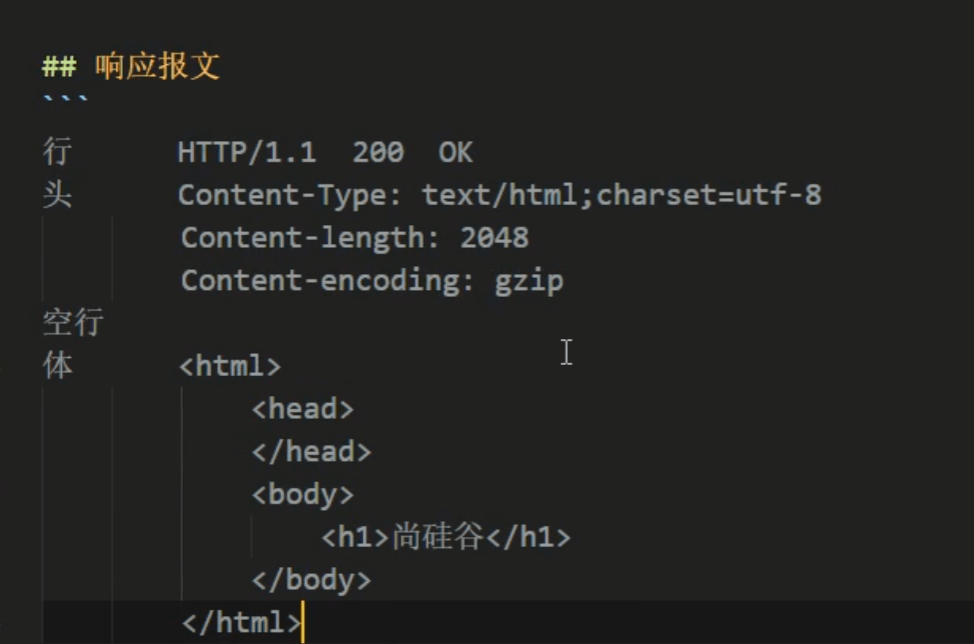 ## 响应报文
```
行 HTTP/1.1 200 OK
头 Content-Type: text/html;charset=utf-8
Content-length: 2048
Content-encoding: gzip
空行
体 <html>
<head>
</head>
<body>
<h1>尚硅谷</h1>
</body>
</html>